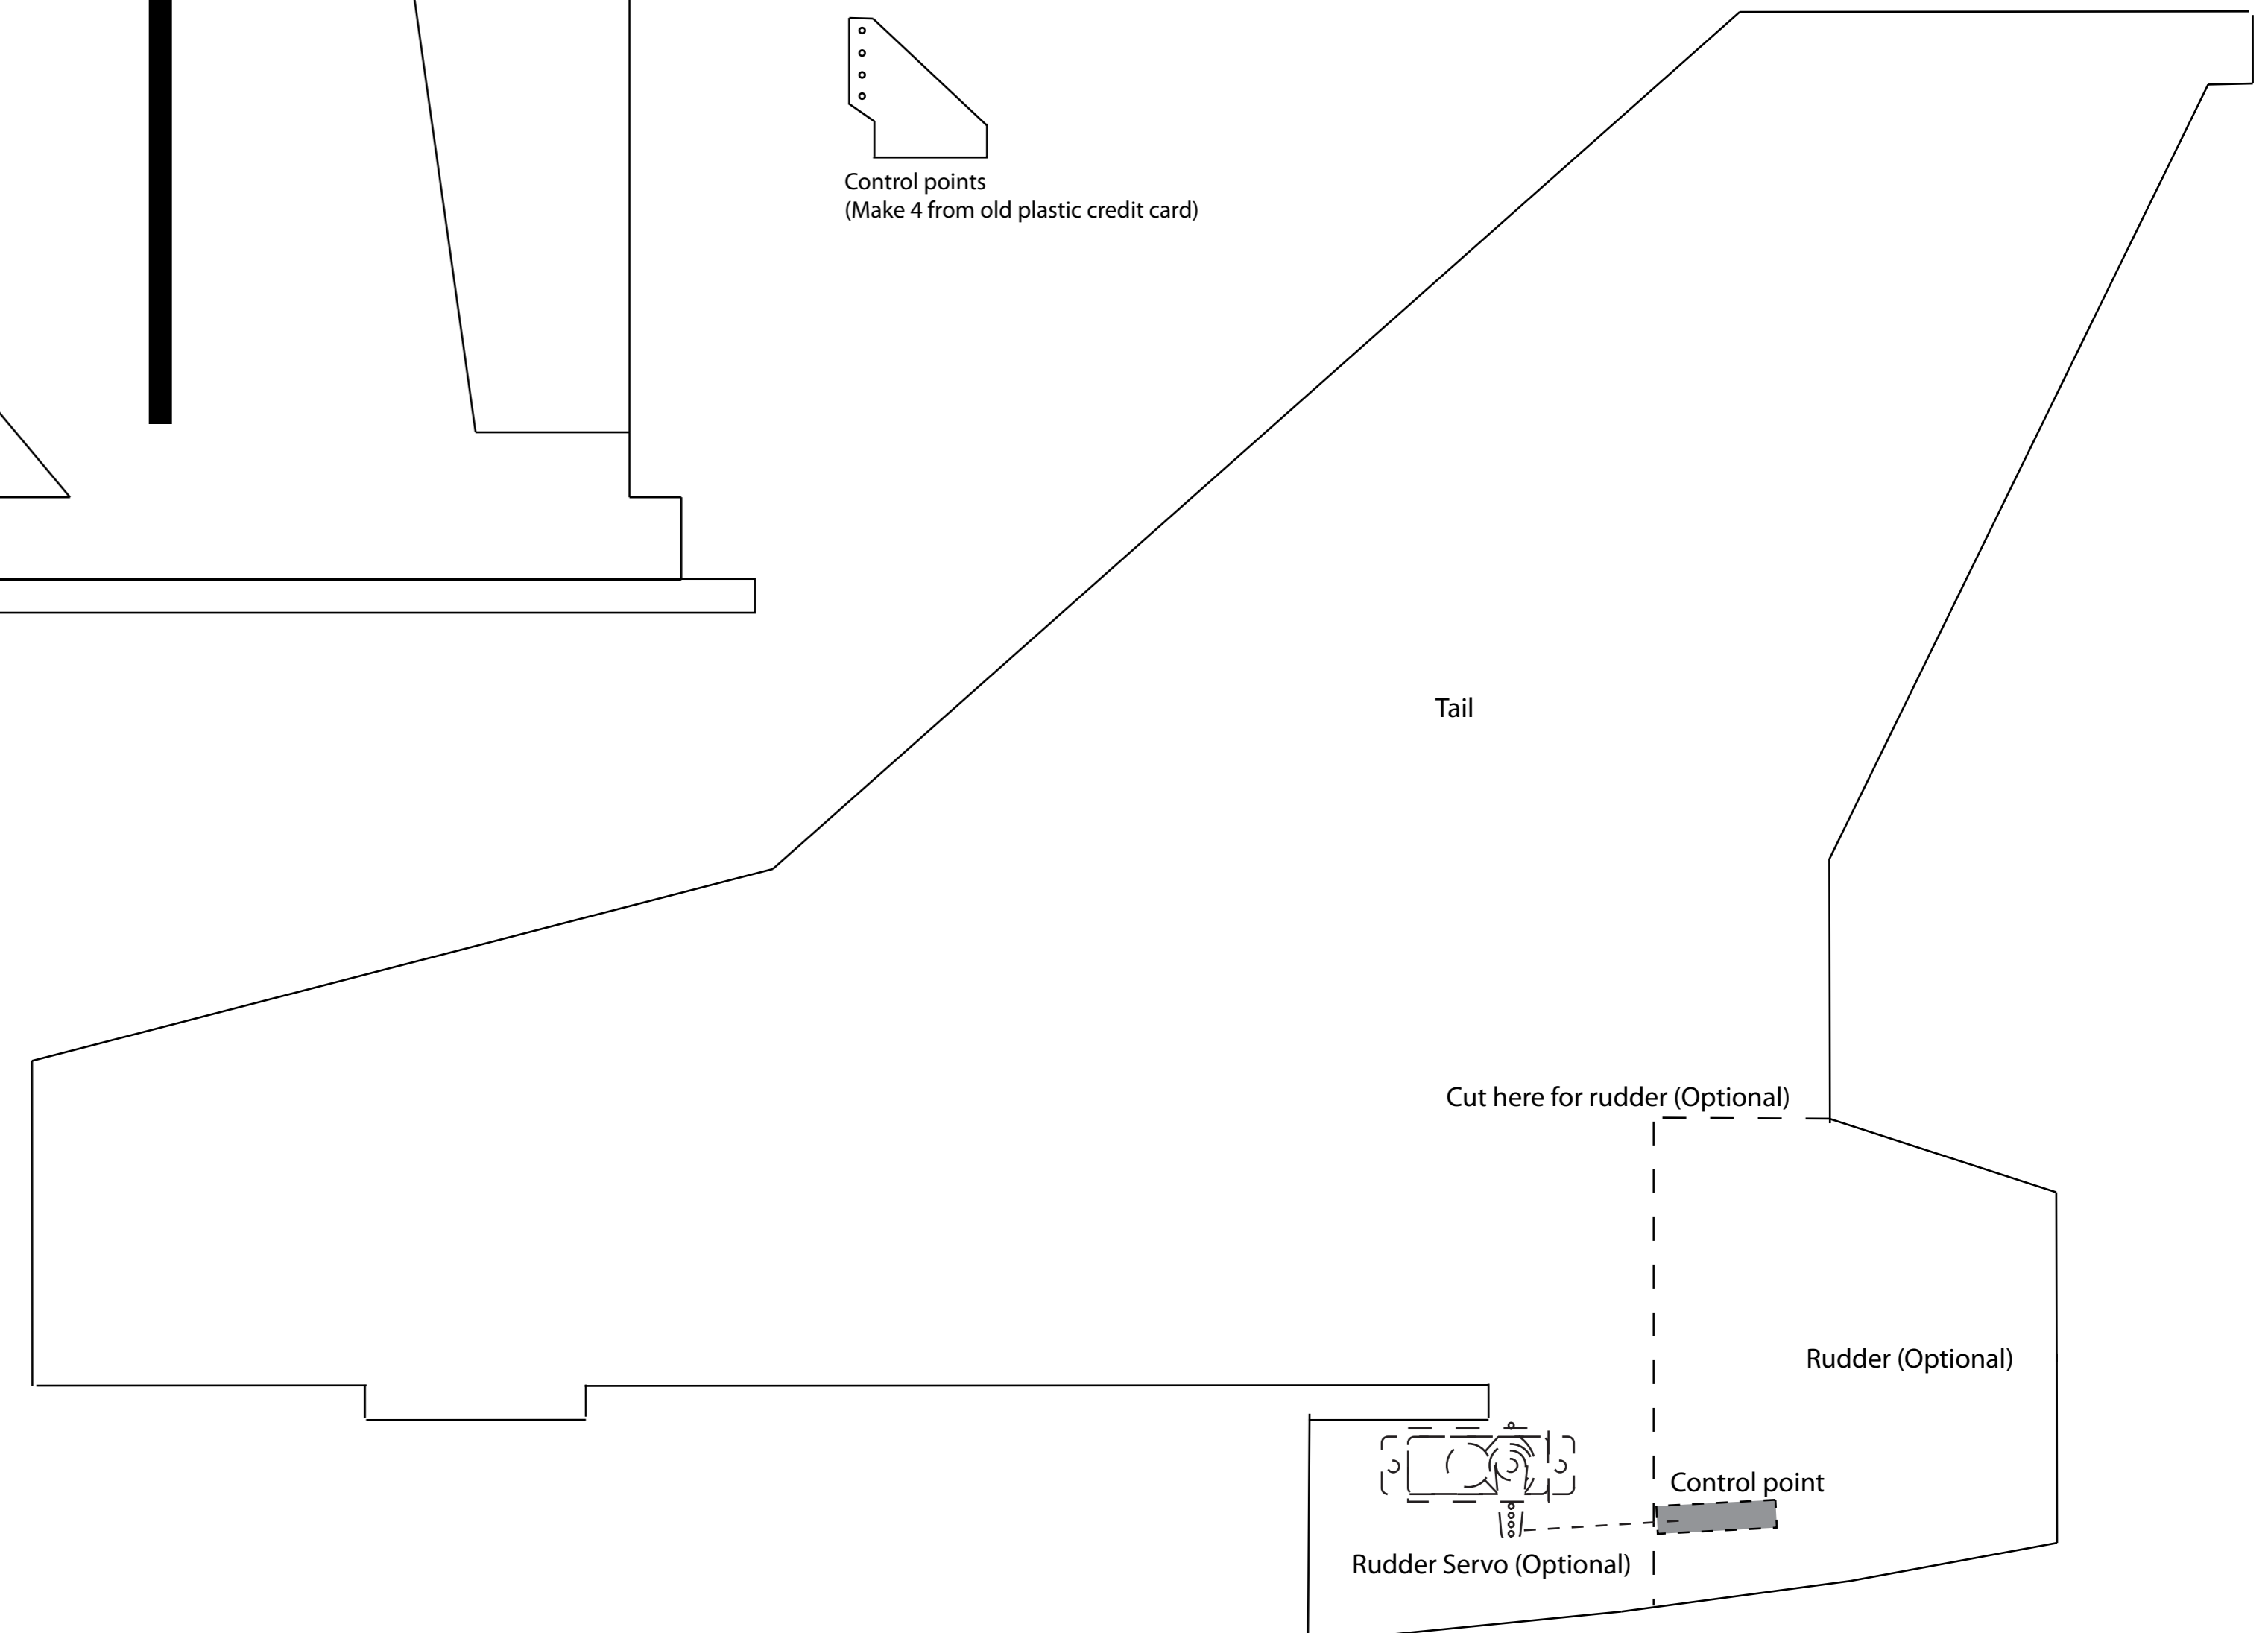 Control points
(Make 4 from old plastic credit card)
Tail
Cut here for rudder (Optional)
Rudder (Optional)
Control point
Rudder Servo (Optional)